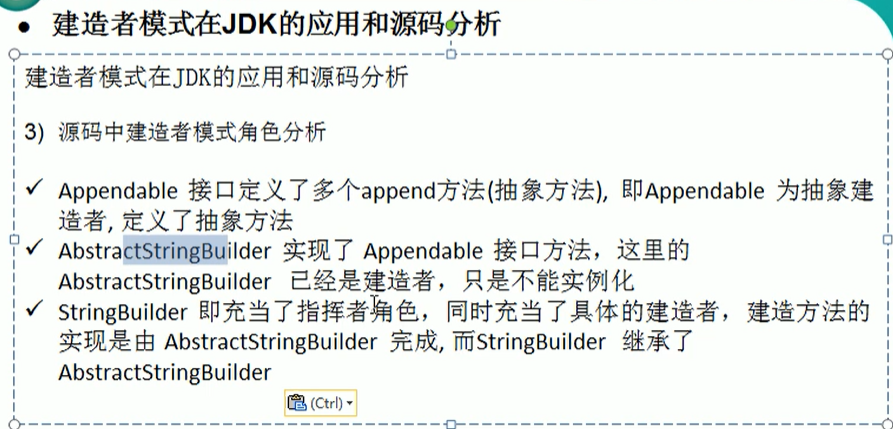 ● 建造者模式在JDK的应用和源码分析
建造者模式在JDK的应用和源码分析
3) 源码中建造者模式角色分析
✓ Appendable 接口定义了多个append方法(抽象方法), 即Appendable 为抽象建
造者, 定义了抽象方法
✓ AbstractStringBuilder 实现了 Appendable 接口方法，这里的
AbstractStringBuilder 已经是建造者，只是不能实例化
✓ StringBuilder 即充当了指挥者角色，同时充当了具体的建造者，建造方法的
实现是由 AbstractStringBuilder 完成, 而StringBuilder 继承了
AbstractStringBuilder
(Ctrl)